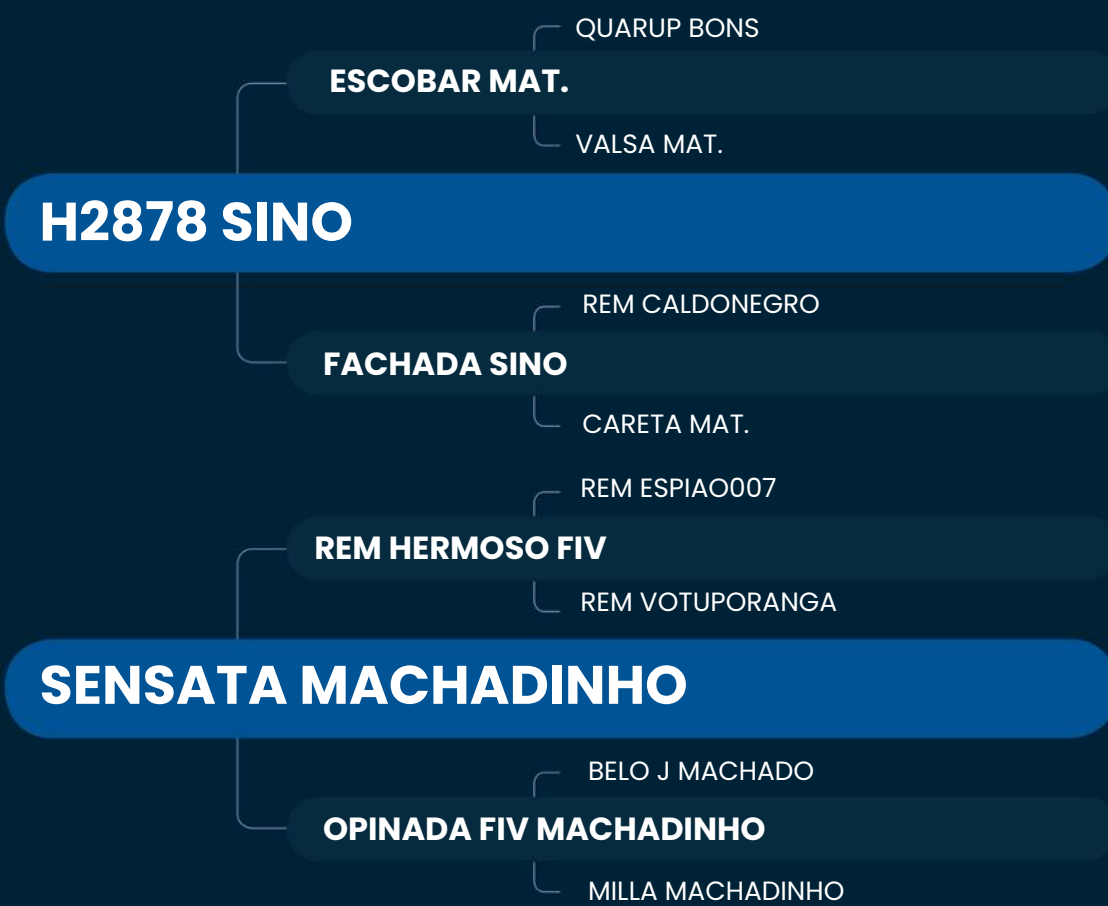 QUARUP BONS
ESCOBAR MAT.
VALSA MAT.
H2878 SINO
REM CALDONEGRO
FACHADA SINO
CARETA MAT.
REM ESPIAO007
REM HERMOSO FIV
REM VOTUPORANGA
SENSATA MACHADINHO
BELO J MACHADO
OPINADA FIV MACHADINHO
MILLA MACHADINHO